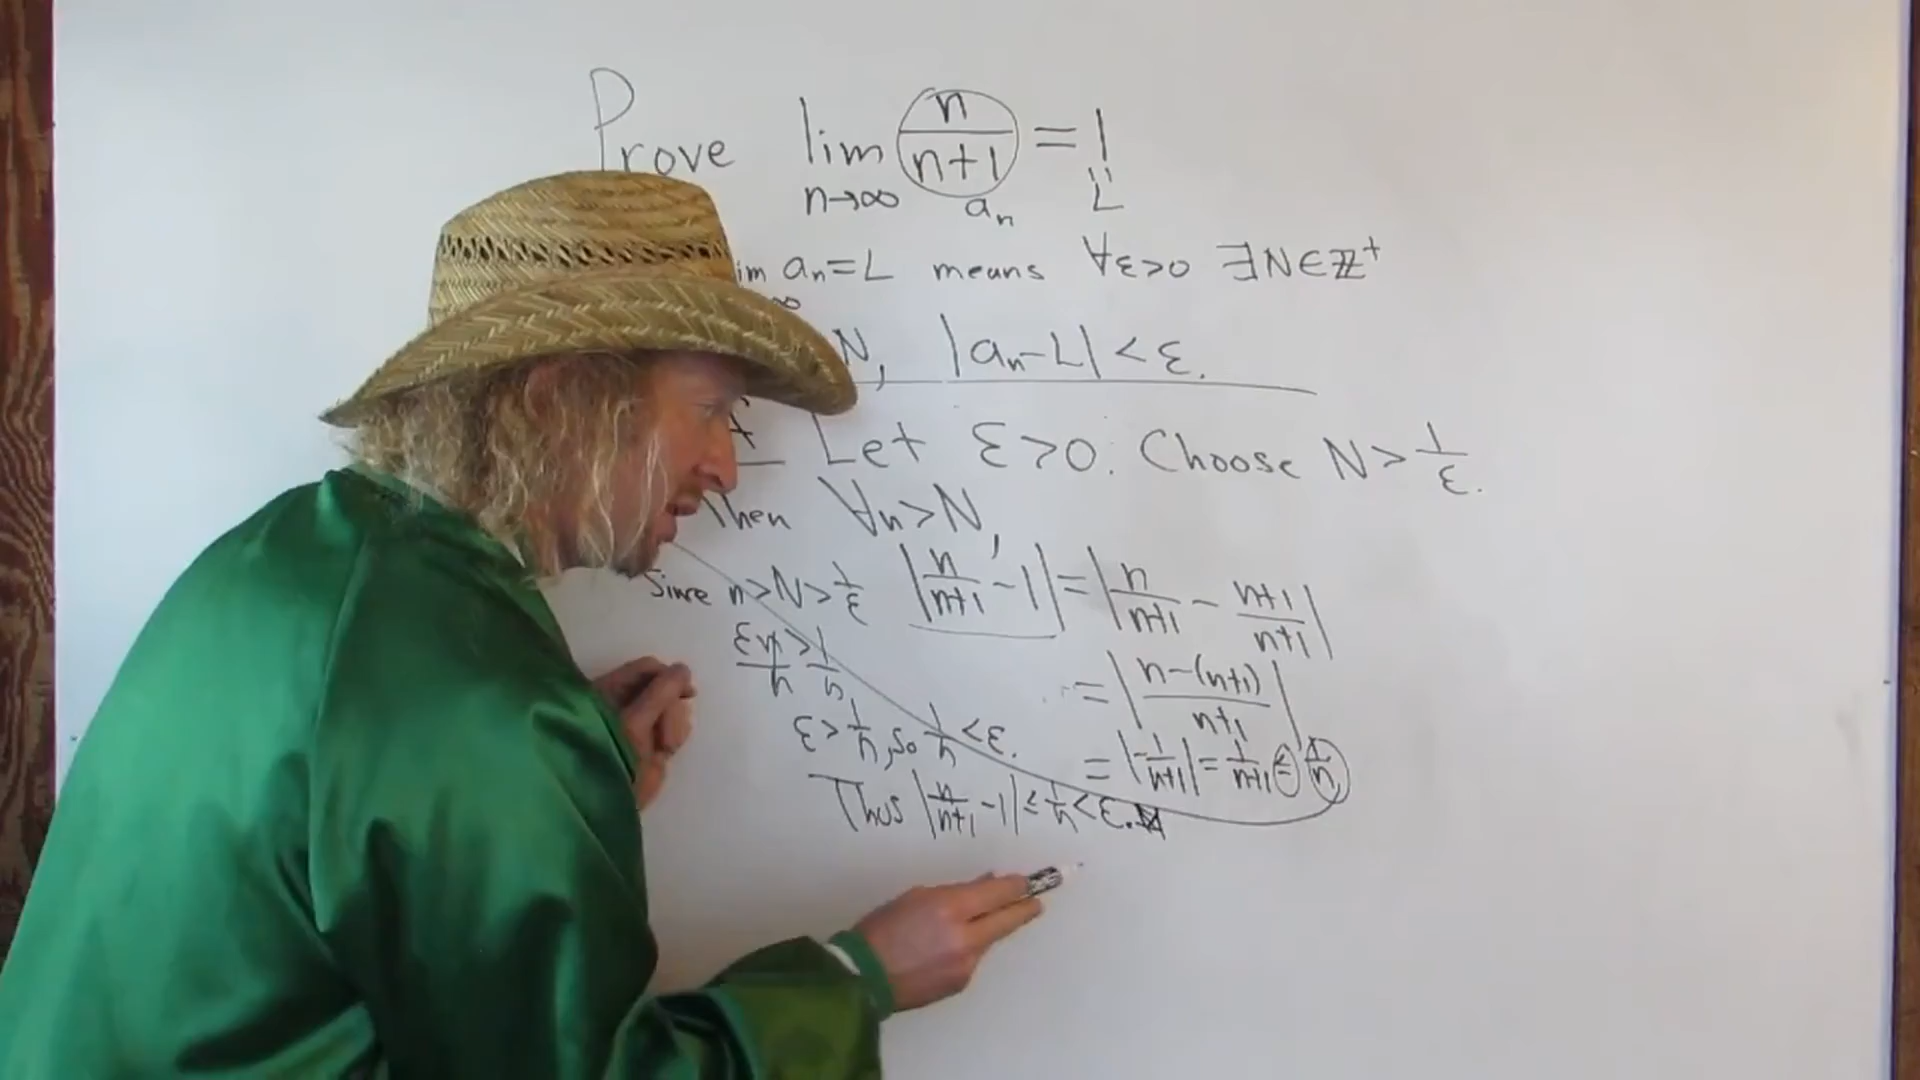 Prove lim n→∞ n/(n+1) = 1
aₙ L
aₙ = L means ∀ε>0 ∃N∈ℤ⁺
N, |aₙ-L| < ε.
Let ε>0. Choose N > 1/ε.
Then ∀n>N,
Since n>N>1/ε |n/(n+1) - 1| = |n/(n+1) - (n+1)/(n+1)|
εn/n > 1/n
= |(n-(n+1))/(n+1)|
ε > 1/n, so 1/n < ε.
= |-1/(n+1)| = 1/(n+1) ≤ 1/n
Thus |n/(n+1) - 1| ≤ 1/n < ε.